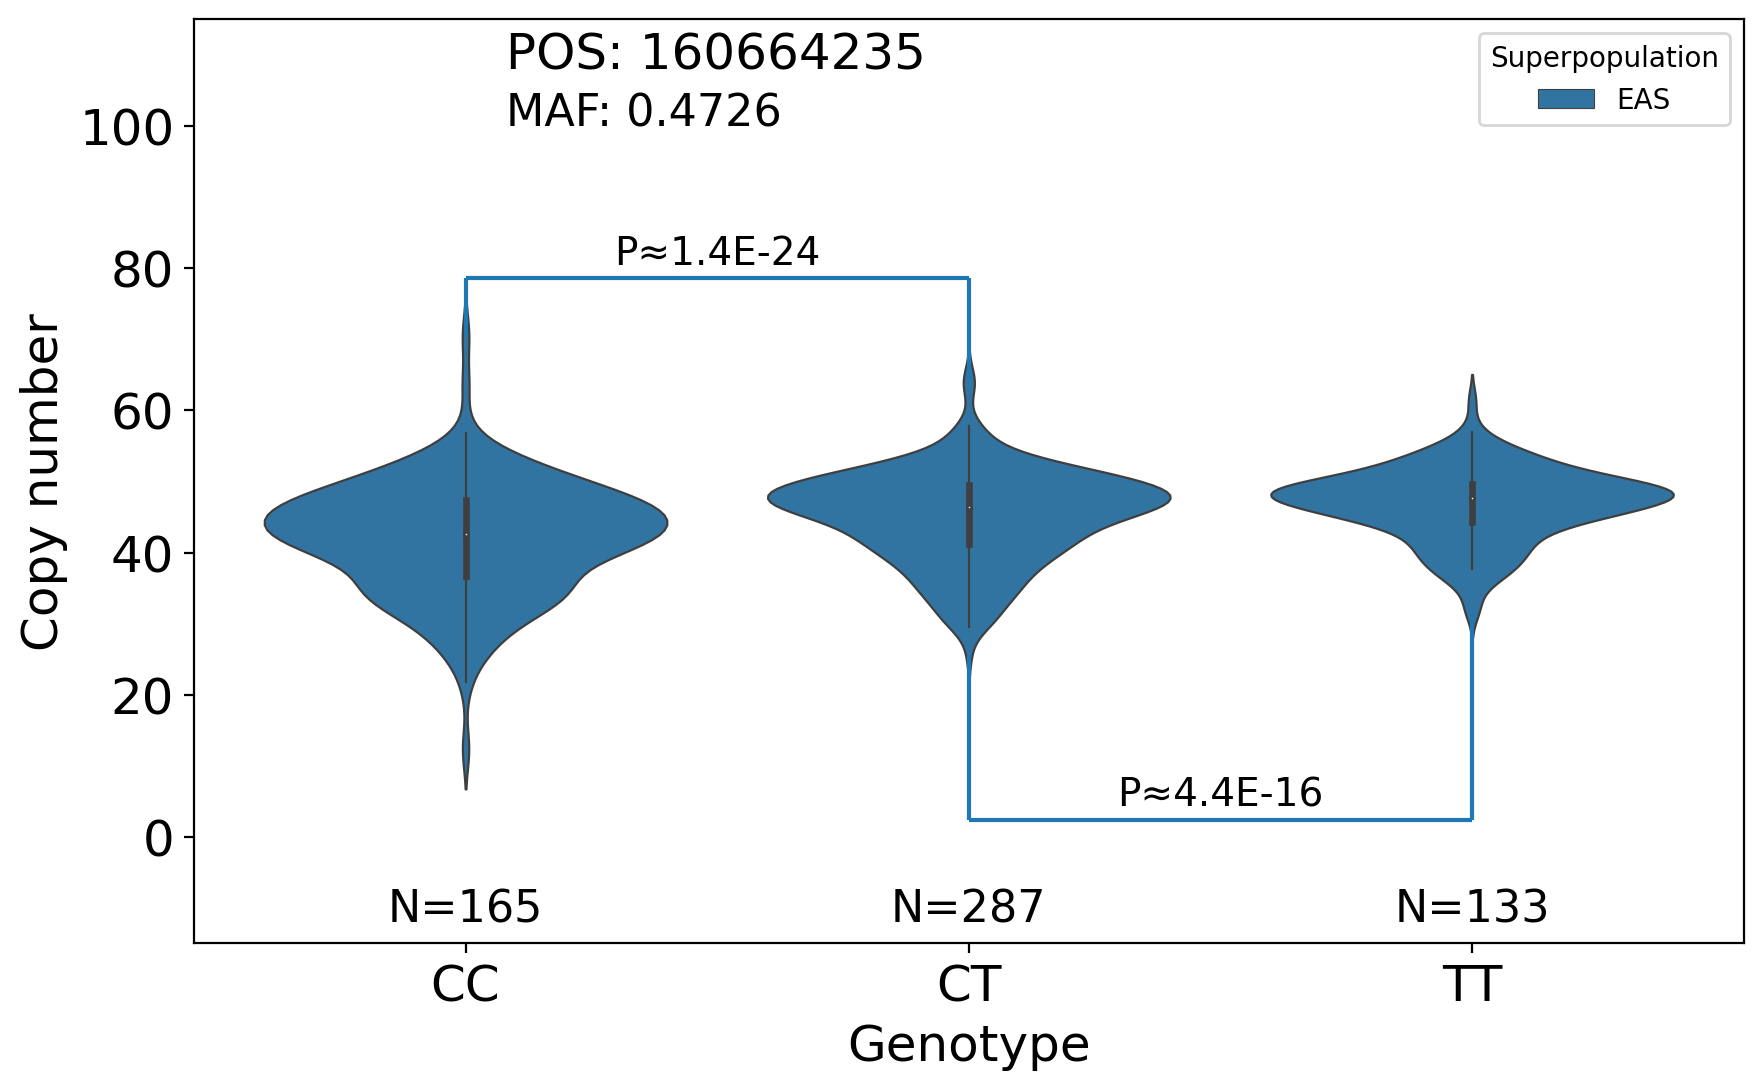 POS: 160664235
MAF: 0.4726
Superpopulation
EAS
100
80
60
40
20
0
Copy number
P≈1.4E-24
P≈4.4E-16
N=165
N=287
N=133
CC
CT
TT
Genotype